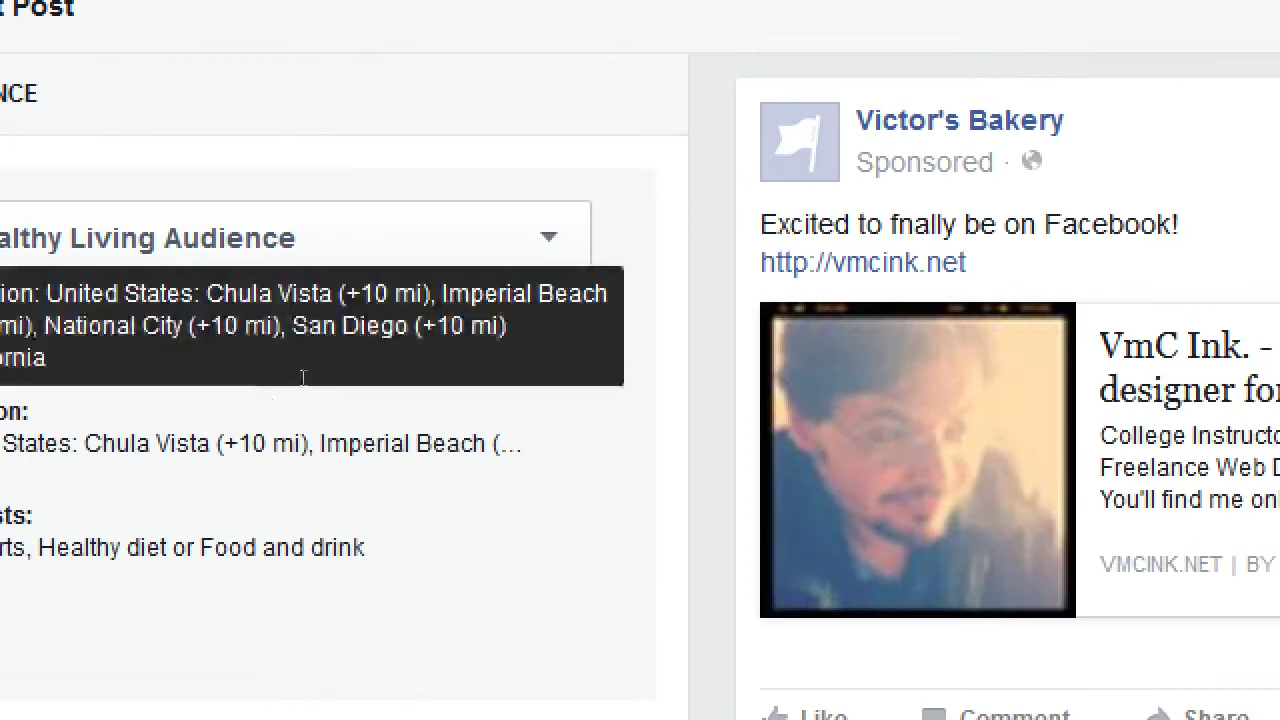 t Post
NCE
althy Living Audience
ion: United States: Chula Vista (+10 mi), Imperial Beach
mi), National City (+10 mi), San Diego (+10 mi)
ornia
on:
States: Chula Vista (+10 mi), Imperial Beach (...
sts:
rts, Healthy diet or Food and drink
Victor's Bakery
Sponsored ·
Excited to fnally be on Facebook!
http://vmcink.net
VmC Ink. -
designer for
College Instructo
Freelance Web D
You'll find me onl
VMCINK.NET | BY
Like Comment Share